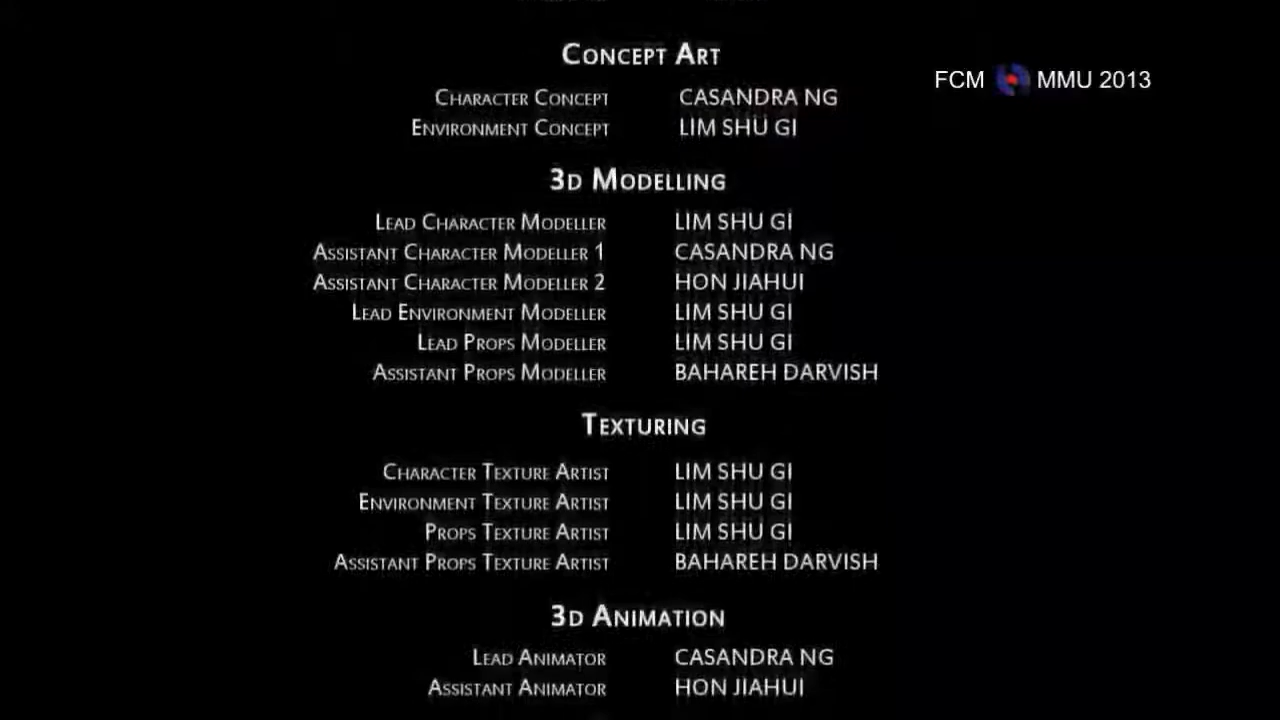 CONCEPT ART
FCM MMU 2013
CHARACTER CONCEPT CASANDRA NG
ENVIRONMENT CONCEPT LIM SHU GI
3D MODELLING
LEAD CHARACTER MODELLER LIM SHU GI
ASSISTANT CHARACTER MODELLER 1 CASANDRA NG
ASSISTANT CHARACTER MODELLER 2 HON JIAHUI
LEAD ENVIRONMENT MODELLER LIM SHU GI
LEAD PROPS MODELLER LIM SHU GI
ASSISTANT PROPS MODELLER BAHAREH DARVISH
TEXTURING
CHARACTER TEXTURE ARTIST LIM SHU GI
ENVIRONMENT TEXTURE ARTIST LIM SHU GI
PROPS TEXTURE ARTIST LIM SHU GI
ASSISTANT PROPS TEXTURE ARTIST BAHAREH DARVISH
3D ANIMATION
LEAD ANIMATOR CASANDRA NG
ASSISTANT ANIMATOR HON JIAHUI